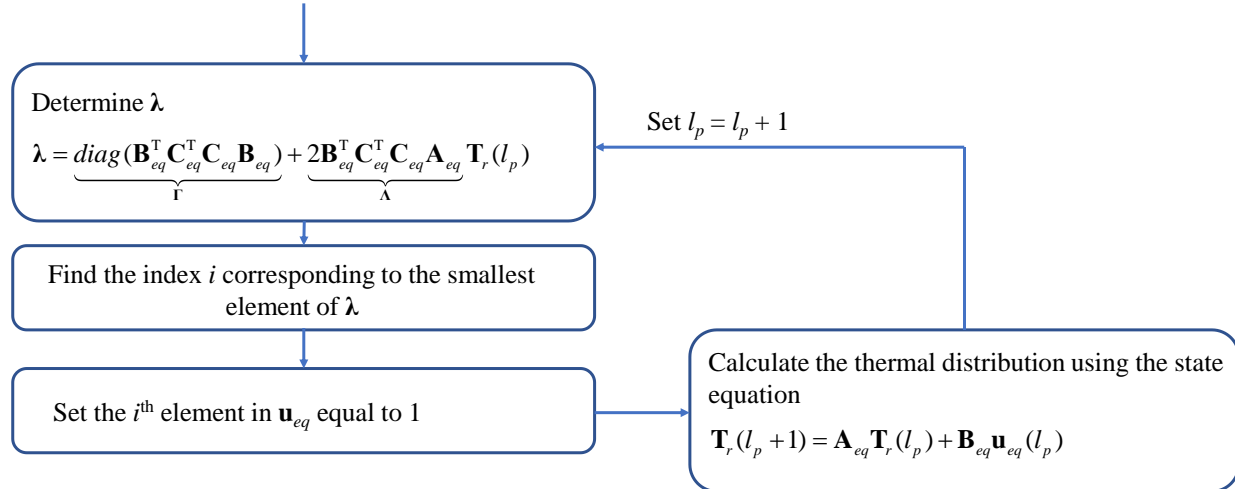 Determine λ
λ = diag(B_eq^T C_eq^T C_eq B_eq) + 2B_eq^T C_eq^T C_eq A_eq T_r(l_p)
Γ Λ
Set l_p = l_p + 1
Find the index i corresponding to the smallest
element of λ
Set the i^th element in u_eq equal to 1
Calculate the thermal distribution using the state
equation
T_r(l_p +1) = A_eq T_r(l_p) + B_eq u_eq(l_p)